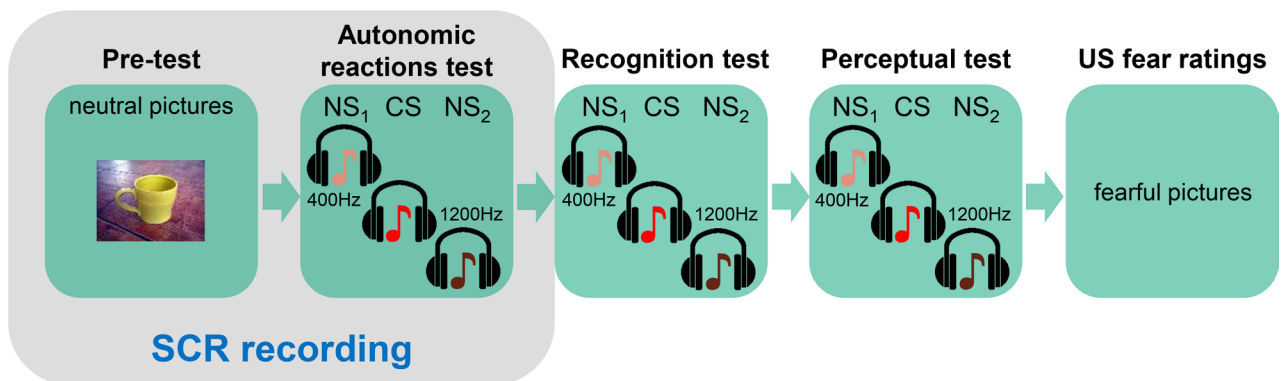 Pre-test
neutral pictures
Autonomic
reactions test
NS₁ CS NS₂
400Hz
1200Hz
SCR recording
Recognition test
NS₁ CS NS₂
400Hz
1200Hz
Perceptual test
NS₁ CS NS₂
400Hz
1200Hz
US fear ratings
fearful pictures